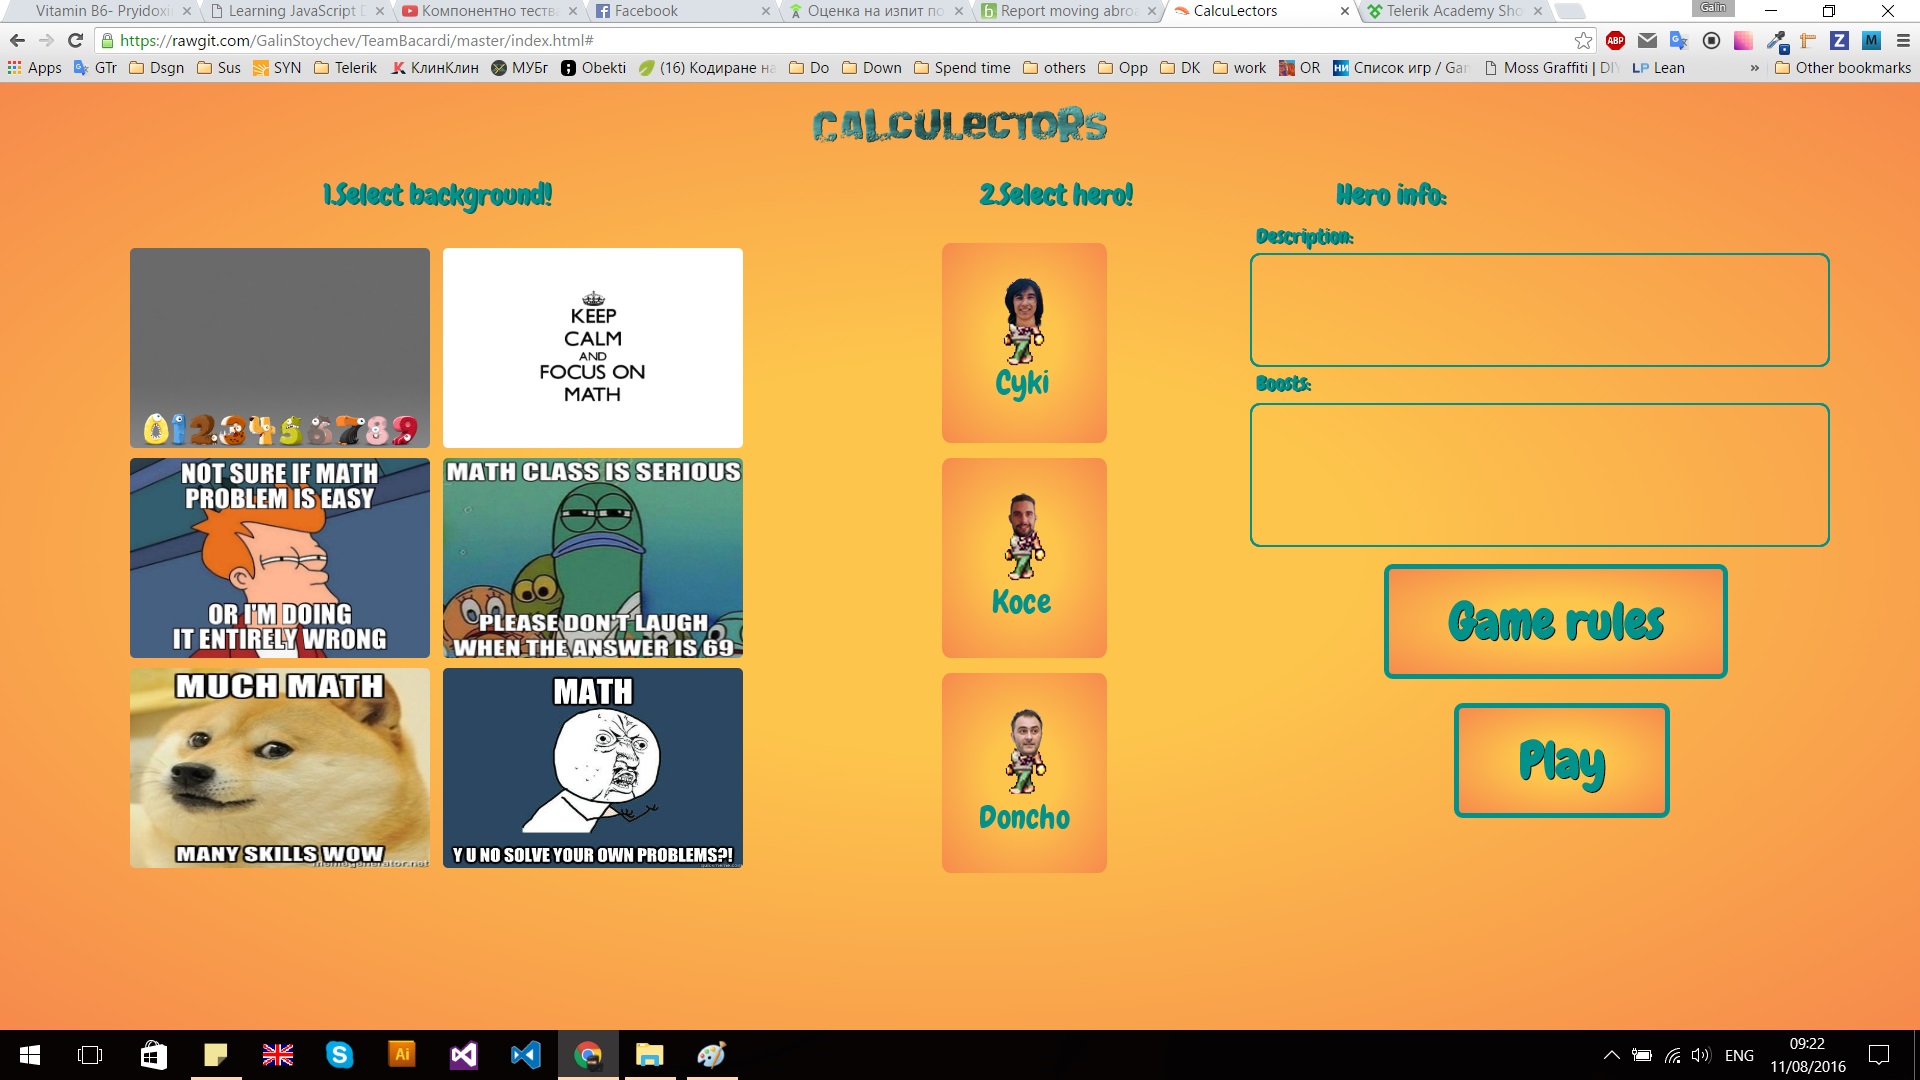 Vitamin B6- Pryidoxi
Learning JavaScript D
Компонентно тества
Facebook
Оценка на изпит по
Report moving abro
CalcuLectors
Telerik Academy Sho
Galin
https://rawgit.com/GalinStoychev/TeamBacardi/master/index.html#
ABP
Z
M
Apps
GTr
Dsgn
Sus
SYN
Telerik
КлинКлин
МУБг
Obekti
(16) Кодиране на
Do
Down
Spend time
others
Opp
DK
work
OR
Список игр / Gam
Moss Graffiti | DIY
LP Lean
»
Other bookmarks
CALCULECTORS
1.Select background!
2.Select hero!
Hero info:
Description:
Boosts:
0123456789
KEEP
CALM
AND
FOCUS ON
MATH
NOT SURE IF MATH
PROBLEM IS EASY
OR I'M DOING
IT ENTIRELY WRONG
MATH CLASS IS SERIOUS
PLEASE DON'T LAUGH
WHEN THE ANSWER IS 69
MUCH MATH
MANY SKILLS WOW
memegenerator.net
MATH
Y U NO SOLVE YOUR OWN PROBLEMS?!
Cyki
Koce
Doncho
Game rules
Play
Ai
ENG
09:22
11/08/2016